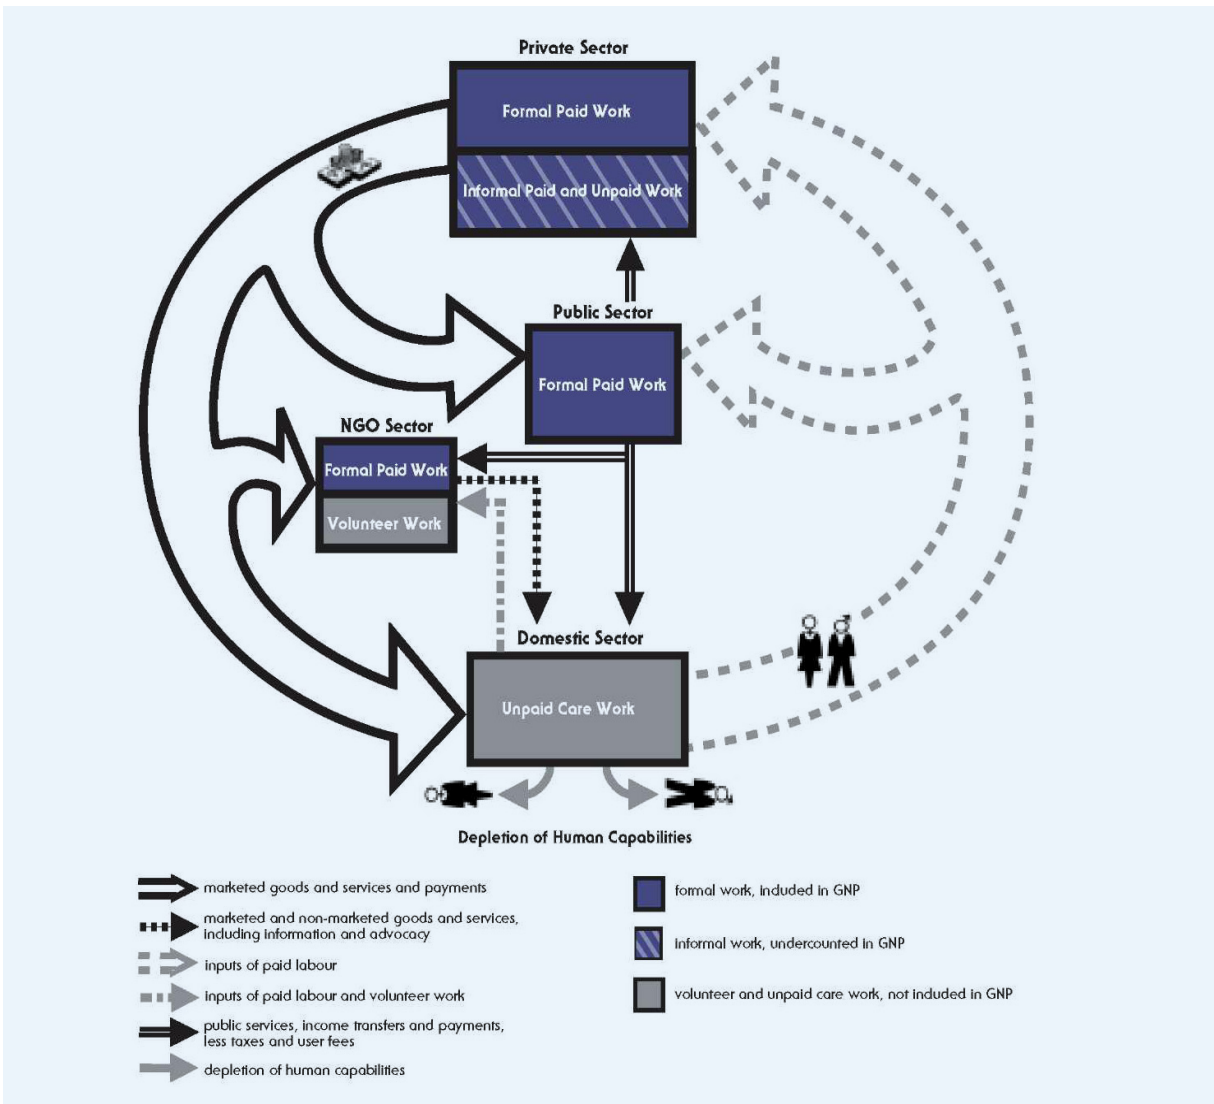 Private Sector
Formal Paid Work
Informal Paid and Unpaid Work
Public Sector
Formal Paid Work
NGO Sector
Formal Paid Work
Volunteer Work
Domestic Sector
Unpaid Care Work
Depletion of Human Capabilities
marketed goods and services and payments
marketed and non-marketed goods and services,
including information and advocacy
inputs of paid labour
inputs of paid labour and volunteer work
public services, income transfers and payments,
less taxes and user fees
depletion of human capabilities
formal work, included in GNP
informal work, undercounted in GNP
volunteer and unpaid care work, not included in GNP